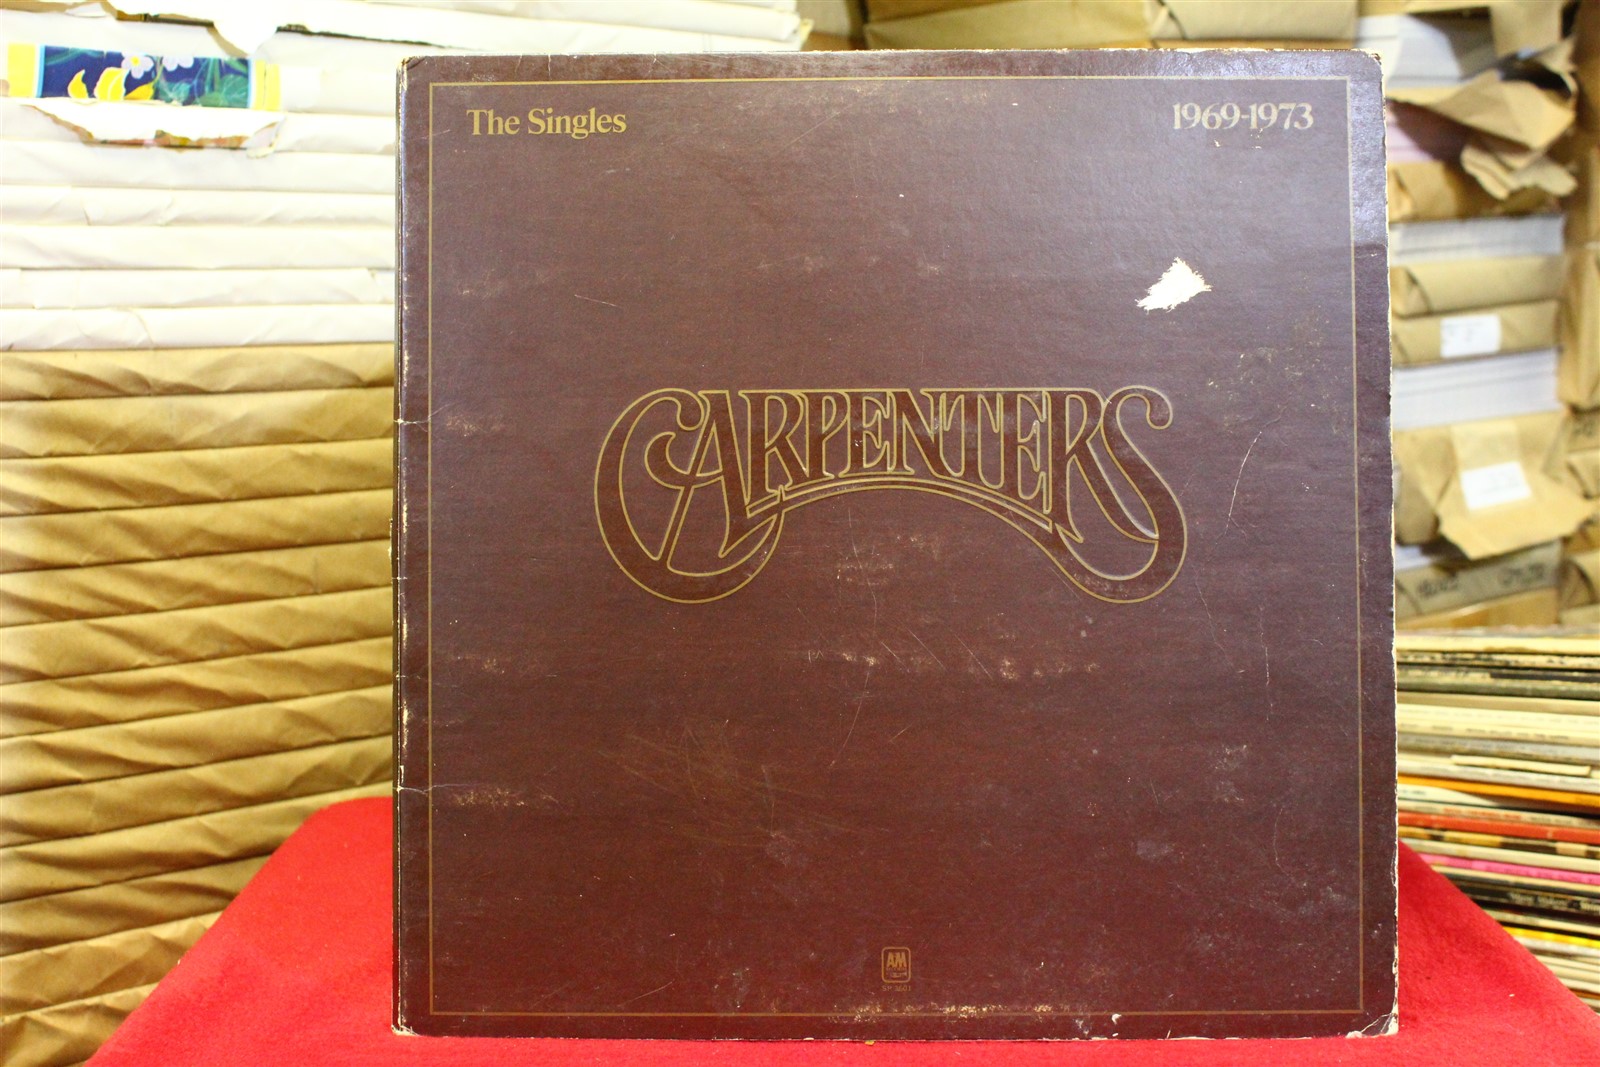 The Singles
1969-1973
CARPENTERS
A&M